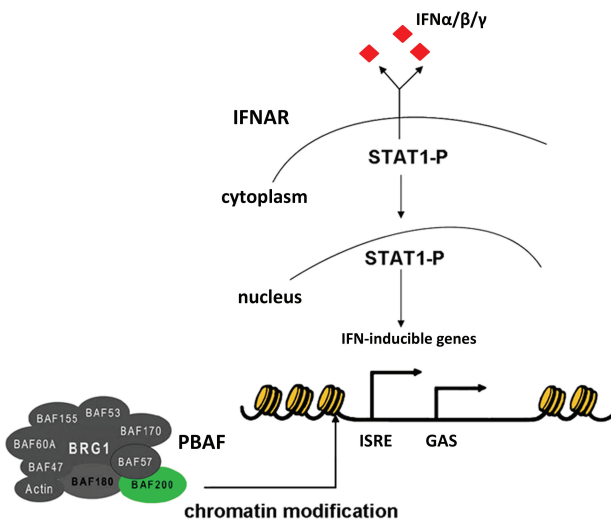 IFNα/β/γ
IFNAR
STAT1-P
cytoplasm
STAT1-P
nucleus
IFN-inducible genes
ISRE GAS
BAF53
BAF155
BAF170
BAF60A
BRG1
PBAF
BAF57
BAF47
BAF180
BAF200
Actin
chromatin modification